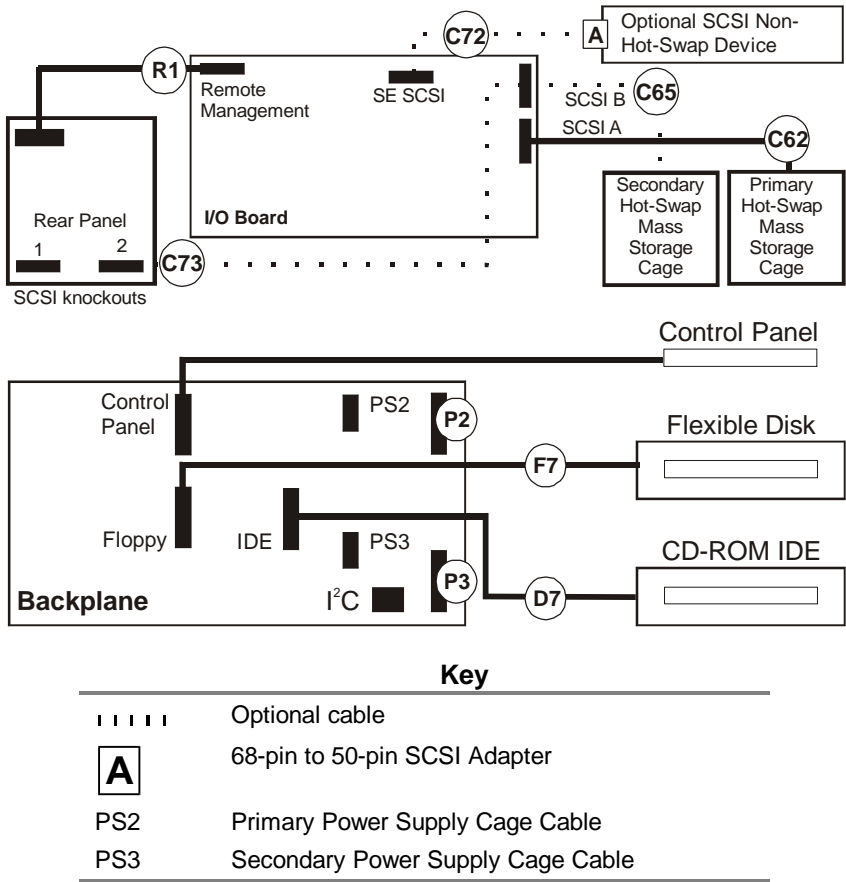 C72
A
Optional SCSI Non-
Hot-Swap Device
R1
Remote
Management
SE SCSI
SCSI B
C65
SCSI A
C62
Rear Panel
1
2
I/O Board
Secondary
Hot-Swap
Mass
Storage
Cage
Primary
Hot-Swap
Mass
Storage
Cage
C73
SCSI knockouts
Control Panel
Control
Panel
PS2
P2
Flexible Disk
F7
Floppy
IDE
PS3
CD-ROM IDE
Backplane
I²C
P3
D7
Key
Optional cable
A
68-pin to 50-pin SCSI Adapter
PS2 Primary Power Supply Cage Cable
PS3 Secondary Power Supply Cage Cable